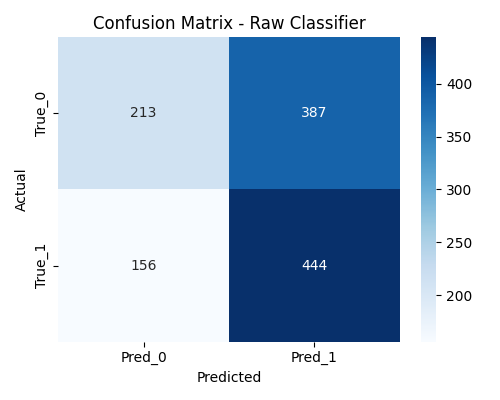 Confusion Matrix - Raw Classifier
Actual
True_0
213
387
True_1
156
444
Pred_0
Pred_1
Predicted
400
350
300
250
200